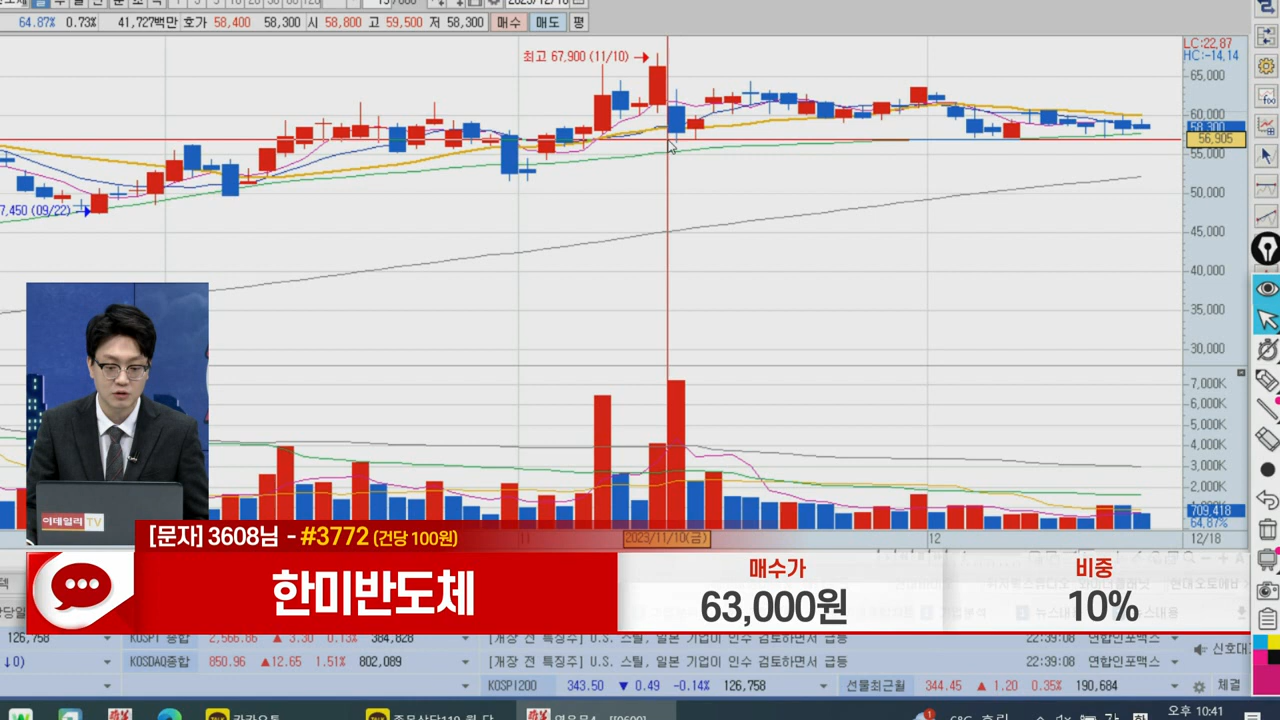 64.87% 0.73% 41,727백만 호가 58,400 58,300 시 58,800 고 59,500 저 58,300 매수 매도 평
LC:22.87
HC:-14.14
최고 67,900 (11/10)
65,000
60,000
58,300
56,905
55,000
50,000
7,450 (09/22)
45,000
40,000
35,000
30,000
7,000K
6,000K
5,000K
4,000K
3,000K
2,000K
709,418
64.87%
이데일리TV
11 2023/11/10(금) 12 12/18
[문자] 3608님 - #3772 (건당 100원)
한미반도체
매수가
63,000원
비중
10%
126,758 KOSPI 종합 2,566.86 ▲ 3.30 0.13% 384,828 [개장 전 특징주] U.S. 스틸, 일본 기업이 인수 검토하면서 급등 22:39:08 연합인포맥스
↓0) KOSDAQ종합 850.96 ▲12.65 1.51% 802,089 [개장 전 특징주] U.S. 스틸, 일본 기업이 인수 검토하면서 급등 22:39:08 연합인포맥스
KOSPI200 343.50 ▼ 0.49 -0.14% 126,758 선물최근월 344.45 ▲ 1.20 0.35% 190,684 체결
오후 10:41